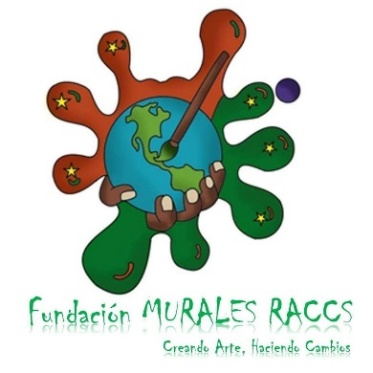 Fundación MURALES RACCS
Creando Arte, Haciendo Cambios